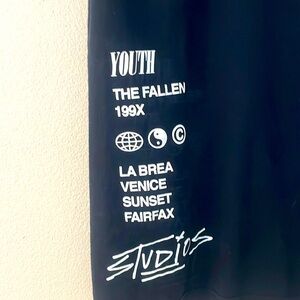 YOUTH
THE FALLEN
199X
©
LA BREA
VENICE
SUNSET
FAIRFAX
STUDIOS